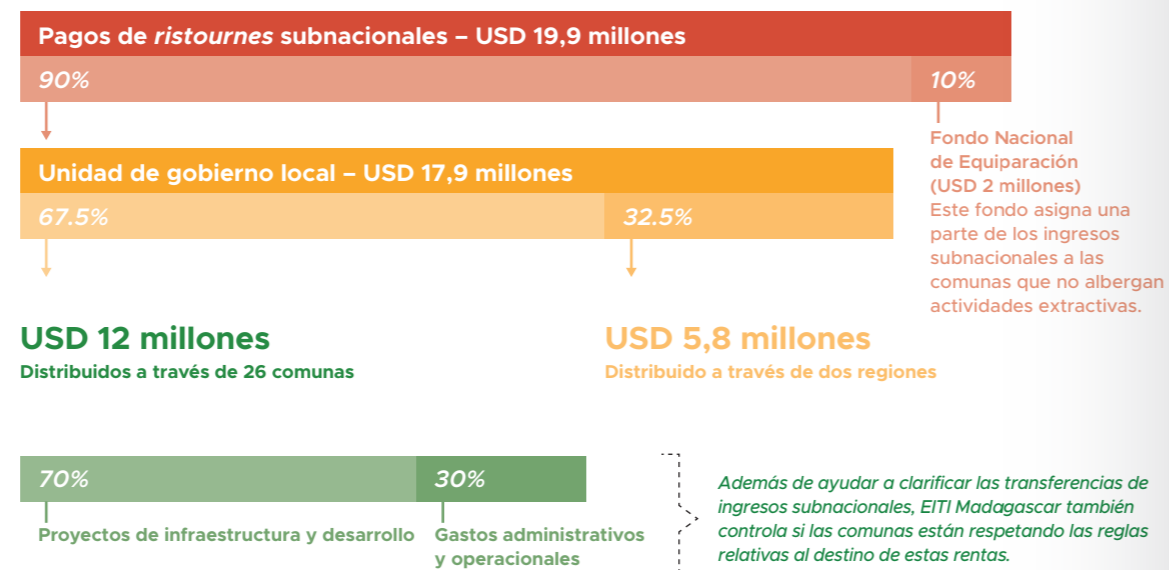 Pagos de ristournes subnacionales – USD 19,9 millones
90%
10%
Fondo Nacional
de Equiparación
(USD 2 millones)
Este fondo asigna una
parte de los ingresos
subnacionales a las
comunas que no albergan
actividades extractivas.
Unidad de gobierno local – USD 17,9 millones
67.5%
32.5%
USD 12 millones
Distribuidos a través de 26 comunas
USD 5,8 millones
Distribuido a través de dos regiones
70%
30%
Proyectos de infraestructura y desarrollo
Gastos administrativos
y operacionales
Además de ayudar a clarificar las transferencias de
ingresos subnacionales, EITI Madagascar también
controla si las comunas están respetando las reglas
relativas al destino de estas rentas.